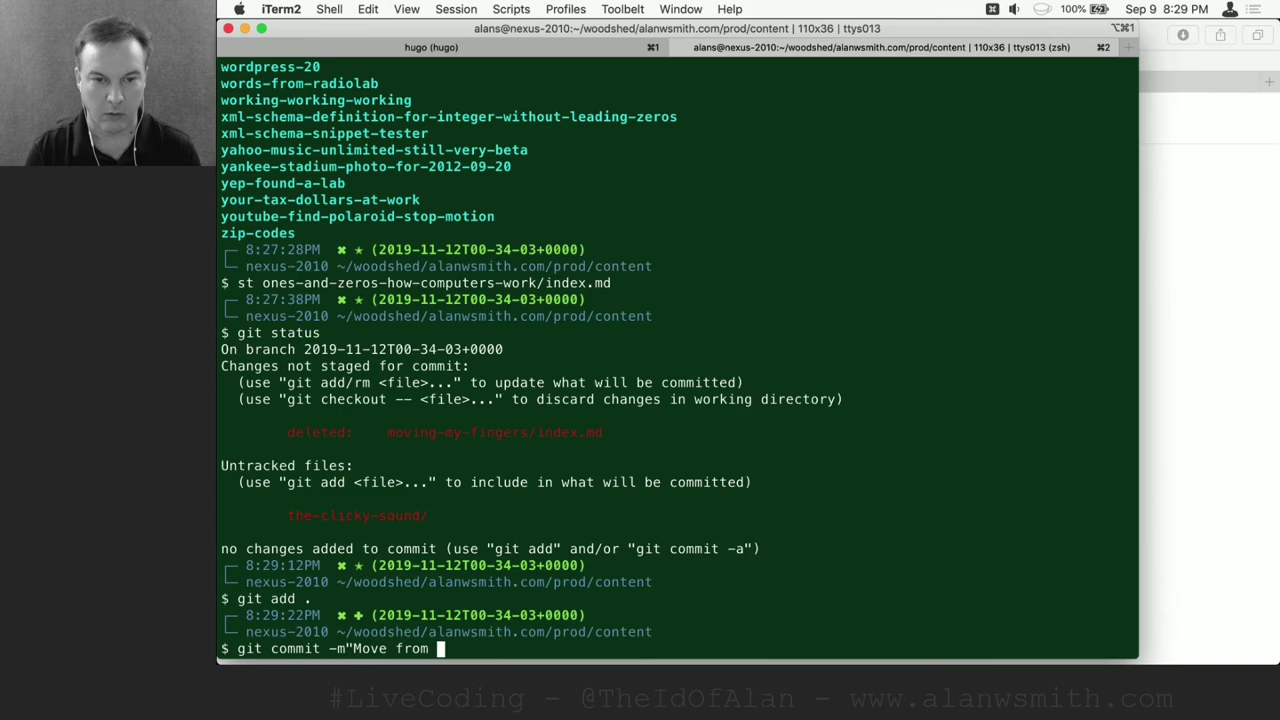 iTerm2 Shell Edit View Session Scripts Profiles Toolbelt Window Help 100% Sep 9 8:29 PM
alans@nexus-2010:~/woodshed/alanwsmith.com/prod/content | 110x36 | ttys013 ⌥⌘1
hugo (hugo) ⌘1 alans@nexus-2010:~/woodshed/alanwsmith.com/prod/content | 110x36 | ttys013 (zsh) ⌘2
wordpress-20
words-from-radiolab
working-working-working
xml-schema-definition-for-integer-without-leading-zeros
xml-schema-snippet-tester
yahoo-music-unlimited-still-very-beta
yankee-stadium-photo-for-2012-09-20
yep-found-a-lab
your-tax-dollars-at-work
youtube-find-polaroid-stop-motion
zip-codes
8:27:28PM ✖ ★ (2019-11-12T00-34-03+0000)
nexus-2010 ~/woodshed/alanwsmith.com/prod/content
$ st ones-and-zeros-how-computers-work/index.md
8:27:38PM ✖ ★ (2019-11-12T00-34-03+0000)
nexus-2010 ~/woodshed/alanwsmith.com/prod/content
$ git status
On branch 2019-11-12T00-34-03+0000
Changes not staged for commit:
(use "git add/rm <file>..." to update what will be committed)
(use "git checkout -- <file>..." to discard changes in working directory)
deleted: moving-my-fingers/index.md
Untracked files:
(use "git add <file>..." to include in what will be committed)
the-clicky-sound/
no changes added to commit (use "git add" and/or "git commit -a")
8:29:12PM ✖ ★ (2019-11-12T00-34-03+0000)
nexus-2010 ~/woodshed/alanwsmith.com/prod/content
$ git add .
8:29:22PM ✖ ✚ (2019-11-12T00-34-03+0000)
nexus-2010 ~/woodshed/alanwsmith.com/prod/content
$ git commit -m"Move from
#LiveCoding - @TheIdOfAlan - www.alanwsmith.com